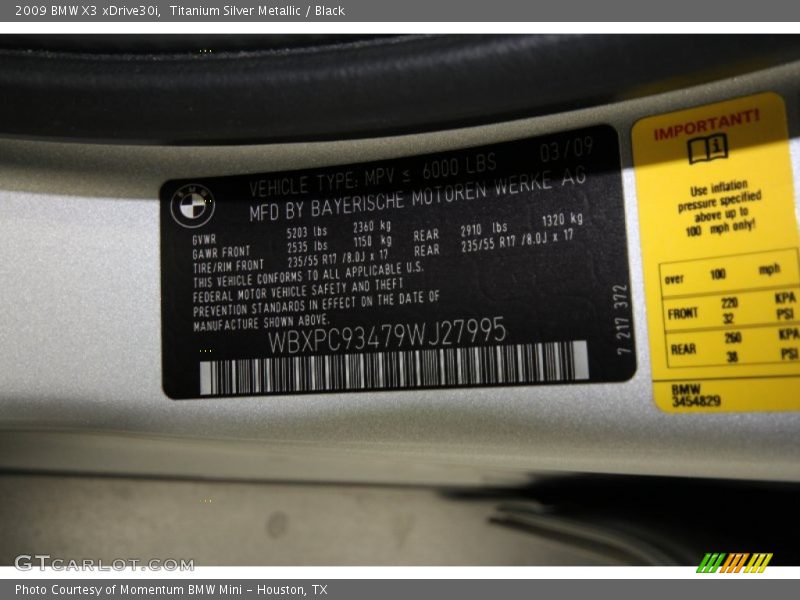 2009 BMW X3 xDrive30i,  Titanium Silver Metallic / Black
VEHICLE TYPE: MPV ≤ 6000 LBS 03/09
MFD BY BAYERISCHE MOTOREN WERKE AG
GVWR 5203 lbs 2360 kg
GAWR FRONT 2535 lbs 1150 kg REAR 2910 lbs 1320 kg
TIRE/RIM FRONT 235/55 R17 /8.0J x 17 REAR 235/55 R17 /8.0J x 17
THIS VEHICLE CONFORMS TO ALL APPLICABLE U.S.
FEDERAL MOTOR VEHICLE SAFETY AND THEFT
PREVENTION STANDARDS IN EFFECT ON THE DATE OF
MANUFACTURE SHOWN ABOVE.
WBXPC93479WJ27995
7 217 372
BMW
IMPORTANT!
i
Use inflation
pressure specified
above up to
100 mph only!
over 100 mph
FRONT 220 KPA
32 PSI
REAR 260 KPA
38 PSI
BMW
3454829
GTCARLOT.COM
Photo Courtesy of Momentum BMW Mini - Houston, TX